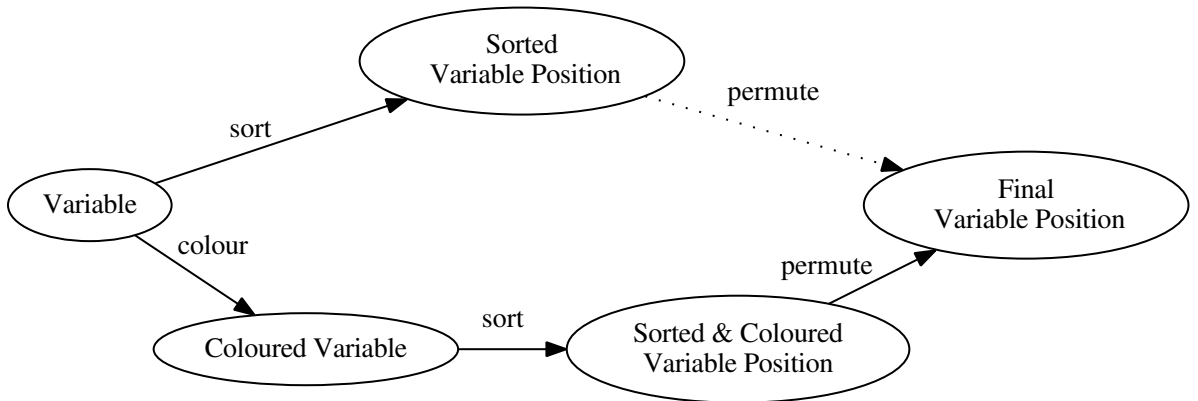 Sorted
Variable Position
permute
sort
Final
Variable Position
Variable
colour
permute
sort
Coloured Variable
Sorted & Coloured
Variable Position